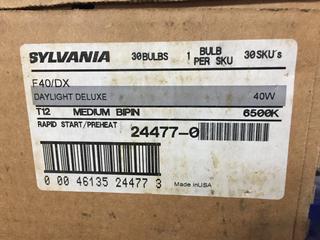 SYLVANIA 30BULBS 1 BULB PER SKU 30SKU's
F40/DX
DAYLIGHT DELUXE 40W
T12 MEDIUM BIPIN 6500K
RAPID START/PREHEAT 24477-0
0 00 46135 24477 3 Made in USA